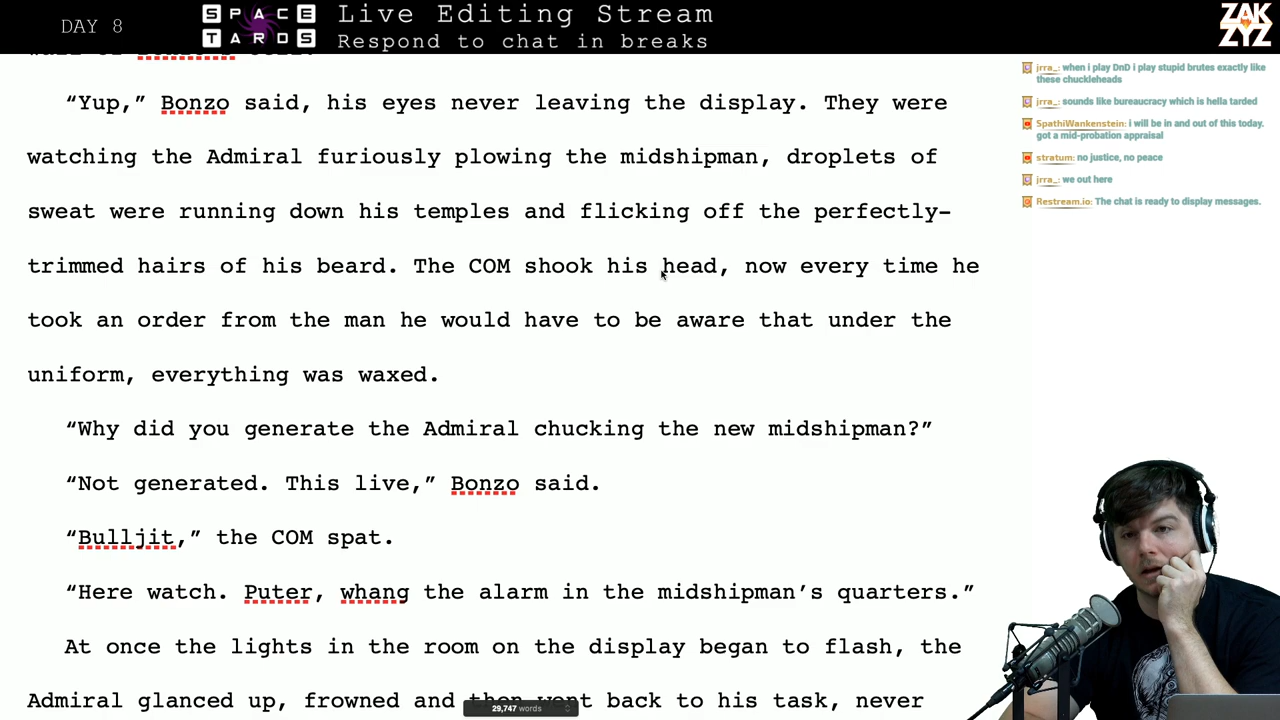 DAY 8
SPACE
TARDS
Live Editing Stream
Respond to chat in breaks
ZAK
ZYZ
“Yup,” Bonzo said, his eyes never leaving the display. They were
watching the Admiral furiously plowing the midshipman, droplets of
sweat were running down his temples and flicking off the perfectly-
trimmed hairs of his beard. The COM shook his head, now every time he
took an order from the man he would have to be aware that under the
uniform, everything was waxed.
“Why did you generate the Admiral chucking the new midshipman?”
“Not generated. This live,” Bonzo said.
“Bulljit,” the COM spat.
“Here watch. Puter, whang the alarm in the midshipman’s quarters.”
At once the lights in the room on the display began to flash, the
Admiral glanced up, frowned and then went back to his task, never
29,747 words
jrra_: when i play DnD i play stupid brutes exactly like
these chuckleheads
jrra_: sounds like bureaucracy which is hella tarded
SpathiWankenstein: i will be in and out of this today.
got a mid-probation appraisal
stratum: no justice, no peace
jrra_: we out here
Restream.io: The chat is ready to display messages.